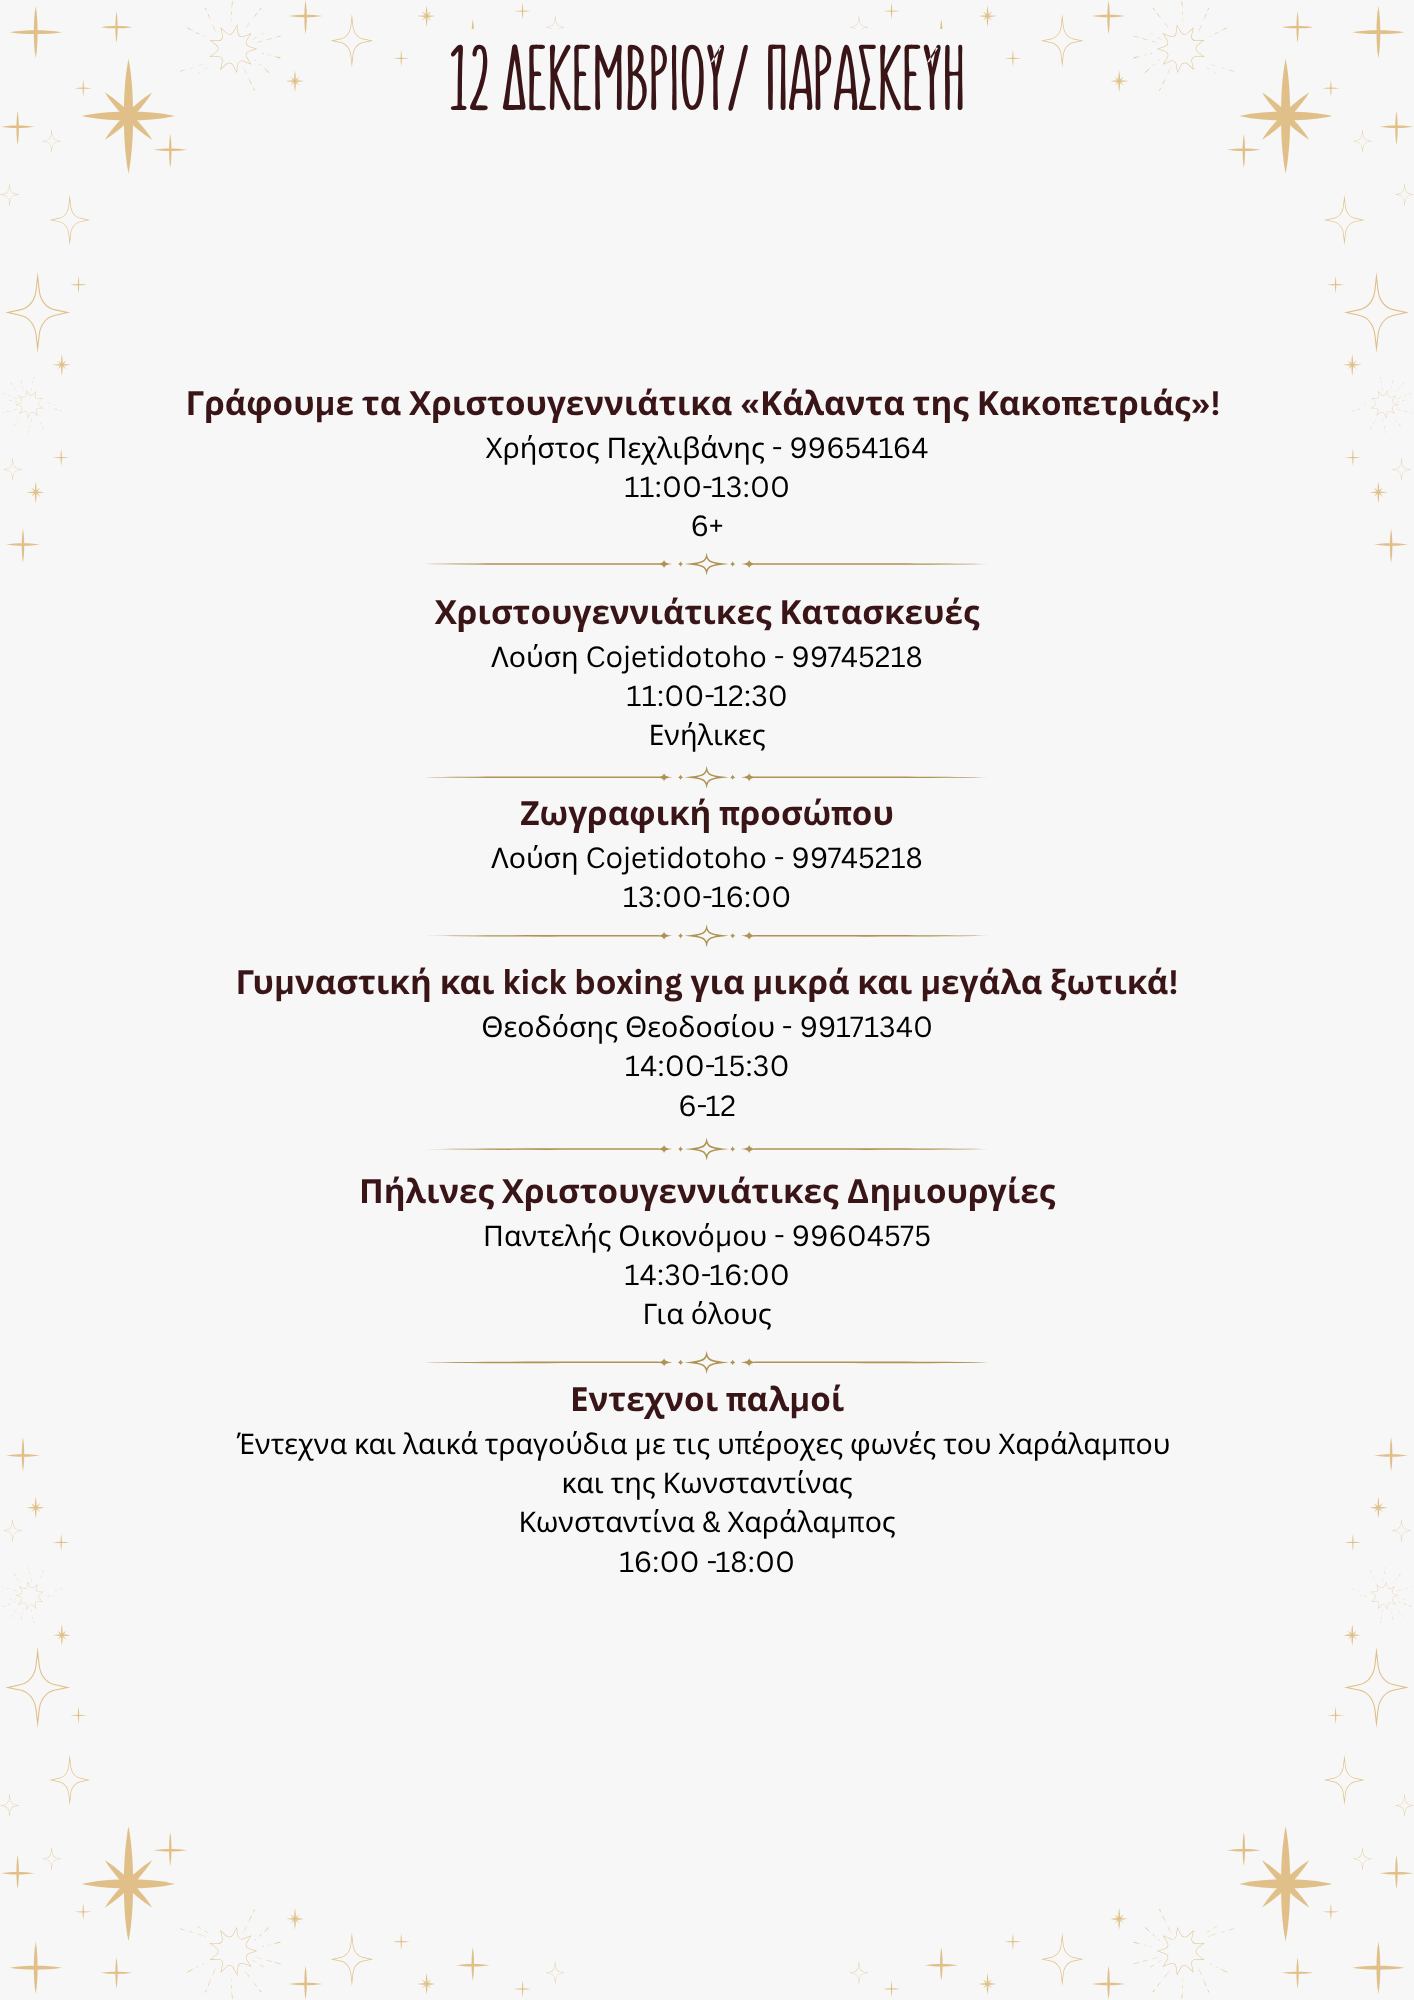 12 ΔΕΚΕΜΒΡΙΟΥ/ ΠΑΡΑΣΚΕΥΗ
Γράφουμε τα Χριστουγεννιάτικα «Κάλαντα της Κακοπετριάς»!
Χρήστος Πεχλιβάνης - 99654164
11:00-13:00
6+
Χριστουγεννιάτικες Κατασκευές
Λούση Cojetidotoho - 99745218
11:00-12:30
Ενήλικες
Ζωγραφική προσώπου
Λούση Cojetidotoho - 99745218
13:00-16:00
Γυμναστική και kick boxing για μικρά και μεγάλα ξωτικά!
Θεοδόσης Θεοδοσίου - 99171340
14:00-15:30
6-12
Πήλινες Χριστουγεννιάτικες Δημιουργίες
Παντελής Οικονόμου - 99604575
14:30-16:00
Για όλους
Εντεχνοι παλμοί
Έντεχνα και λαικά τραγούδια με τις υπέροχες φωνές του Χαράλαμπου
και της Κωνσταντίνας
Κωνσταντίνα & Χαράλαμπος
16:00 -18:00